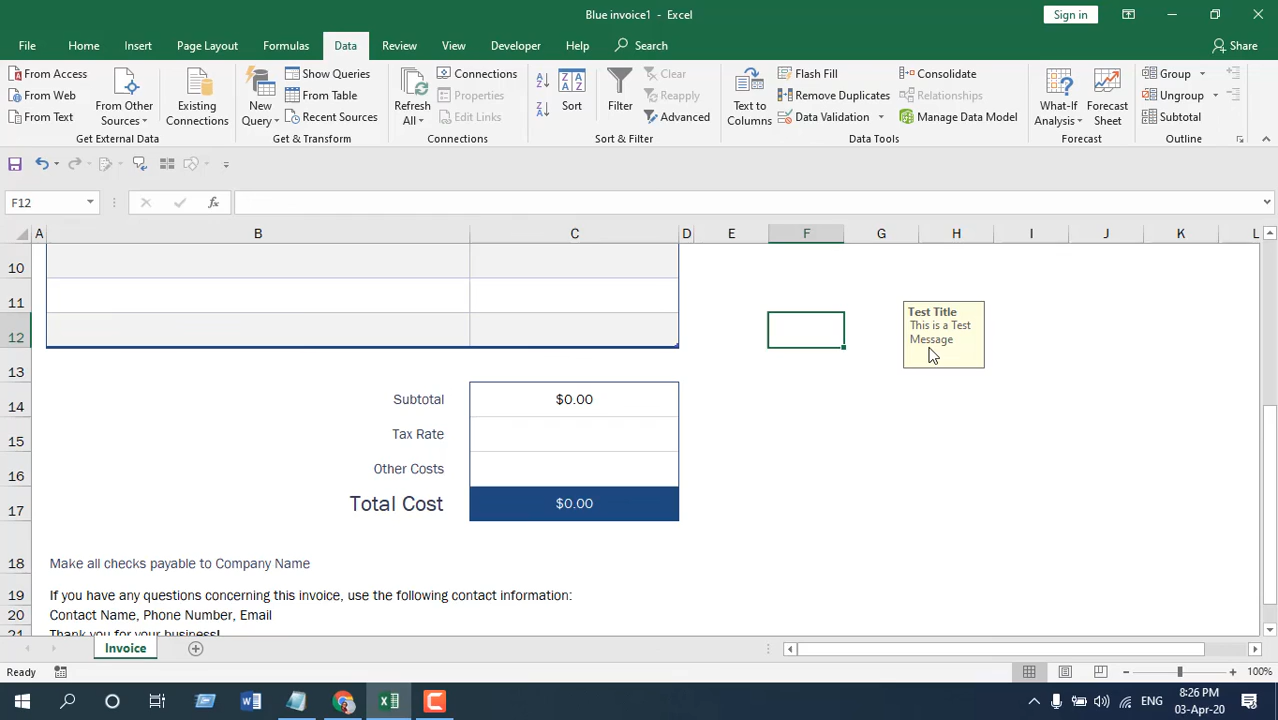 Blue invoice1 - Excel
Sign in
File Home Insert Page Layout Formulas Data Review View Developer Help Search Share
From Access
From Web
From Text
From Other Sources
Existing Connections
Get External Data
New Query
Show Queries
From Table
Recent Sources
Get & Transform
Refresh All
Connections
Properties
Edit Links
Connections
Sort
Filter
Clear
Reapply
Advanced
Sort & Filter
Text to Columns
Flash Fill
Remove Duplicates
Data Validation
Consolidate
Relationships
Manage Data Model
Data Tools
What-If Analysis
Forecast Sheet
Forecast
Group
Ungroup
Subtotal
Outline
F12
fx
A B C D E F G H I J K L
10
11
12
Test Title
This is a Test
Message
13
14 Subtotal $0.00
15 Tax Rate
16 Other Costs
17 Total Cost $0.00
18 Make all checks payable to Company Name
19 If you have any questions concerning this invoice, use the following contact information:
20 Contact Name, Phone Number, Email
21 Thank you for your business!
Invoice
Ready
100%
ENG
8:26 PM
03-Apr-20